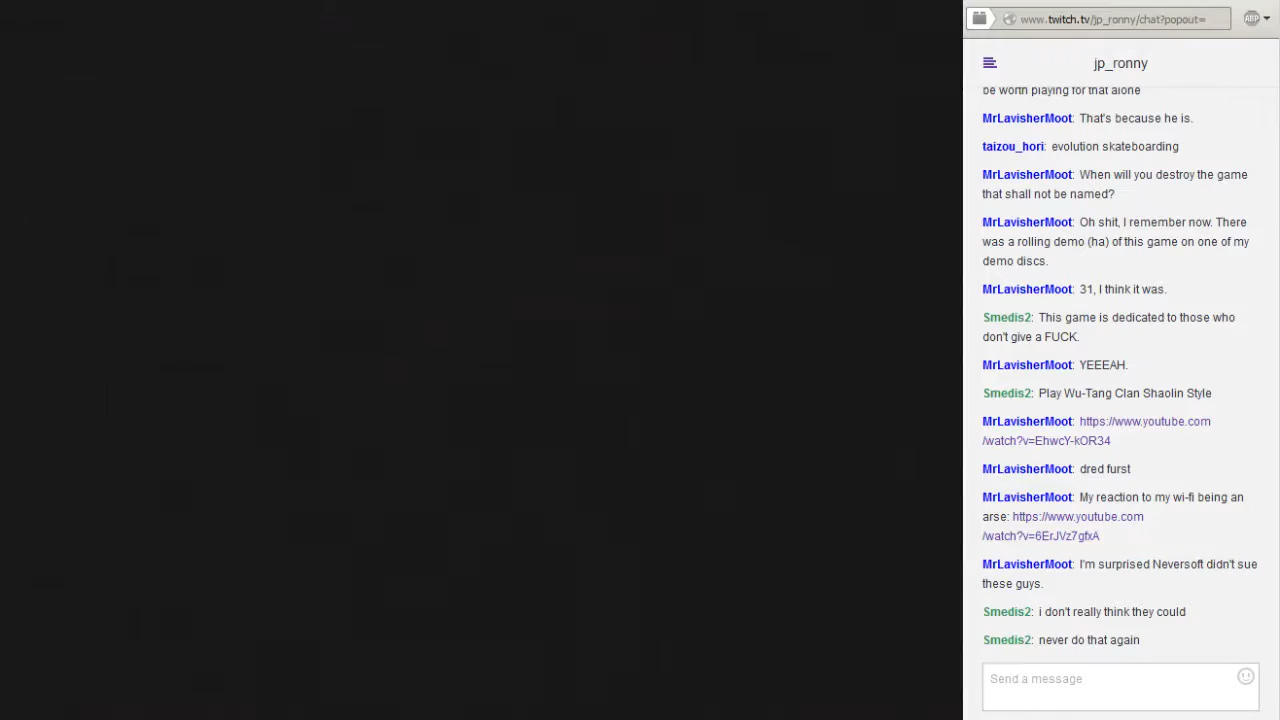 www.twitch.tv/jp_ronny/chat?popout=
ABP
jp_ronny
be worth playing for that alone
MrLavisherMoot: That's because he is.
taizou_hori: evolution skateboarding
MrLavisherMoot: When will you destroy the game
that shall not be named?
MrLavisherMoot: Oh shit, I remember now. There
was a rolling demo (ha) of this game on one of my
demo discs.
MrLavisherMoot: 31, I think it was.
Smedis2: This game is dedicated to those who
don't give a FUCK.
MrLavisherMoot: YEEEAH.
Smedis2: Play Wu-Tang Clan Shaolin Style
MrLavisherMoot: https://www.youtube.com
/watch?v=EhwcY-kOR34
MrLavisherMoot: dred furst
MrLavisherMoot: My reaction to my wi-fi being an
arse: https://www.youtube.com
/watch?v=6ErJVz7gfxA
MrLavisherMoot: I'm surprised Neversoft didn't sue
these guys.
Smedis2: i don't really think they could
Smedis2: never do that again
Send a message